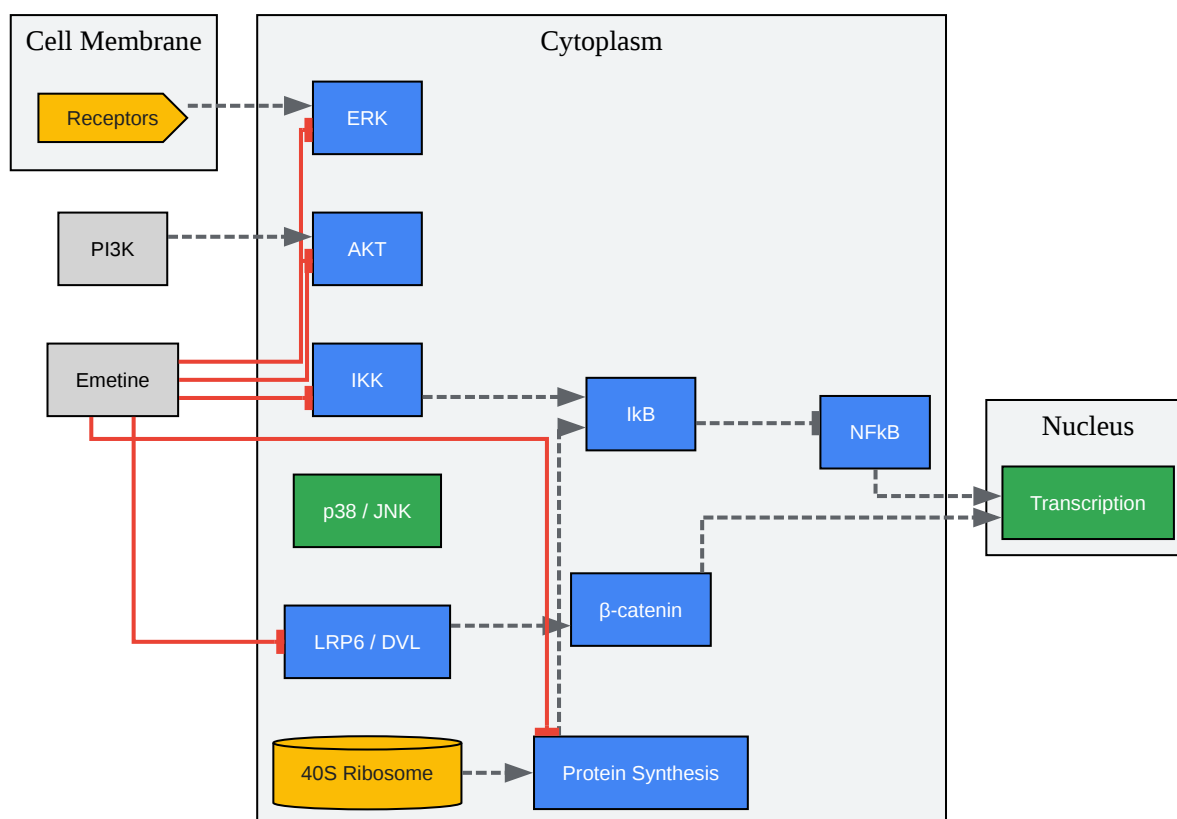 Cell Membrane
Cytoplasm
Receptors
ERK
PI3K
AKT
Emetine
IKK
IkB
NFkB
Nucleus
Transcription
p38 / JNK
LRP6 / DVL
β-catenin
40S Ribosome
Protein Synthesis